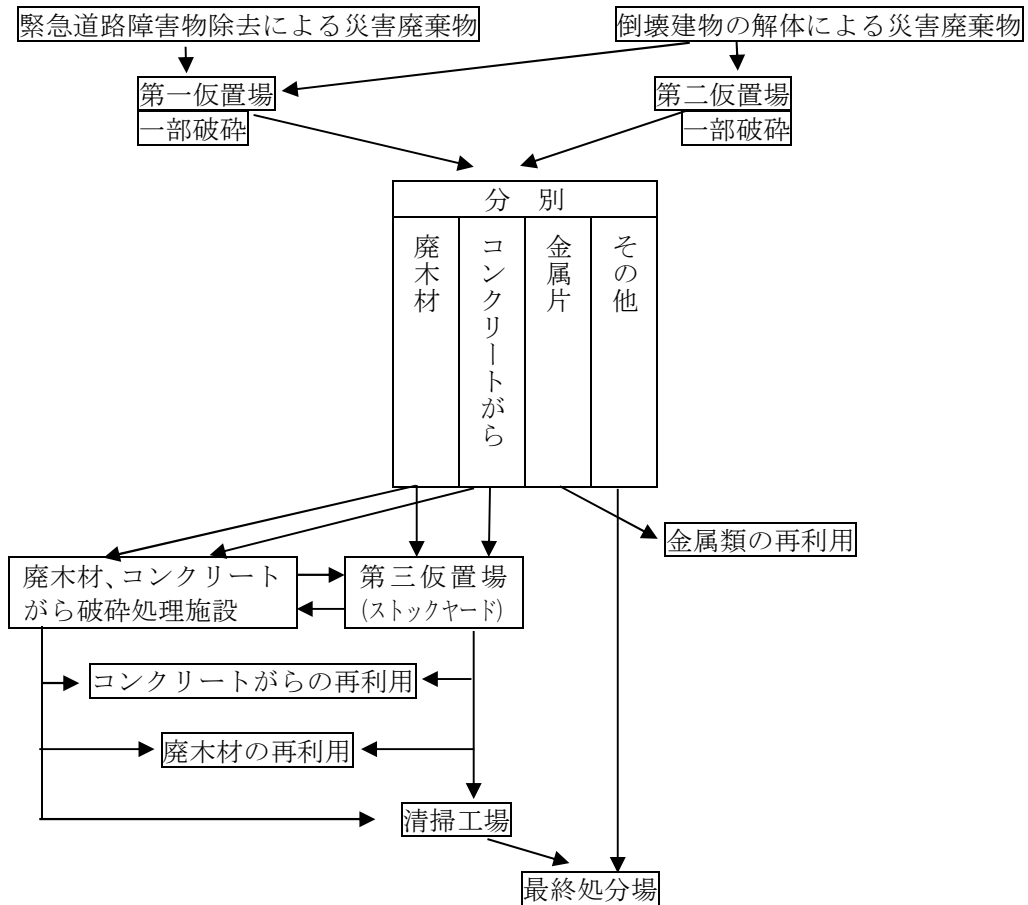 緊急道路障害物除去による災害廃棄物
倒壊建物の解体による災害廃棄物
第一仮置場
一部破砕
第二仮置場
一部破砕
分　別
廃木材
コンクリートがら
金属片
その他
金属類の再利用
廃木材、コンクリート
がら破砕処理施設
第三仮置場
(ストックヤード)
コンクリートがらの再利用
廃木材の再利用
清掃工場
最終処分場